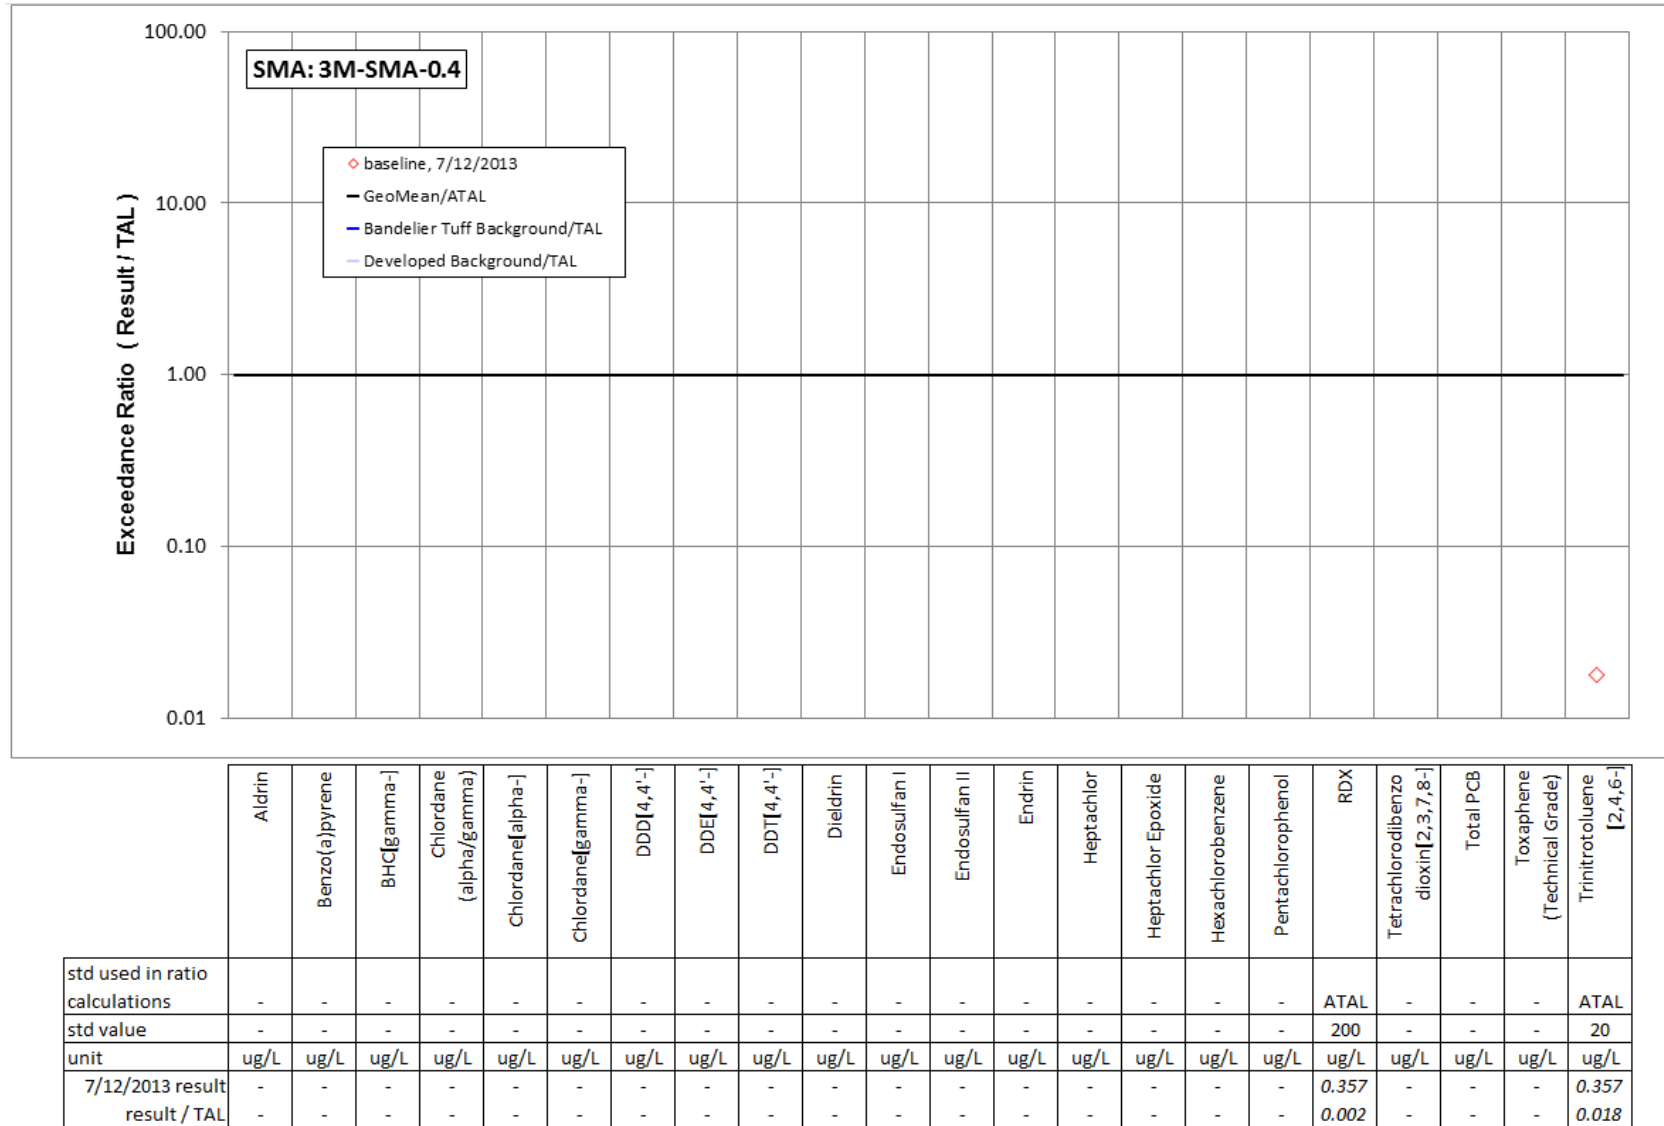 100.00
SMA: 3M-SMA-0.4
baseline, 7/12/2013
GeoMean/ATAL
Bandelier Tuff Background/TAL
Developed Background/TAL
Exceedance Ratio ( Result / TAL )
10.00
1.00
0.10
0.01
Aldrin
Benzo(a)pyrene
BHC[gamma-]
Chlordane
(alpha/gamma)
Chlordane[alpha-]
Chlordane[gamma-]
DDD[4,4'-]
DDE[4,4'-]
DDT[4,4'-]
Dieldrin
Endosulfan I
Endosulfan II
Endrin
Heptachlor
Heptachlor Epoxide
Hexachlorobenzene
Pentachlorophenol
RDX
Tetrachlorodibenzo
dioxin[2,3,7,8-]
Total PCB
Toxaphene
(Technical Grade)
Trinitrotoluene
[2,4,6-]
std used in ratio
calculations - - - - - - - - - - - - - - - - - ATAL - - - ATAL
std value - - - - - - - - - - - - - - - - - 200 - - - 20
unit ug/L ug/L ug/L ug/L ug/L ug/L ug/L ug/L ug/L ug/L ug/L ug/L ug/L ug/L ug/L ug/L ug/L ug/L ug/L ug/L ug/L ug/L
7/12/2013 result - - - - - - - - - - - - - - - - - 0.357 - - - 0.357
result / TAL - - - - - - - - - - - - - - - - - 0.002 - - - 0.018